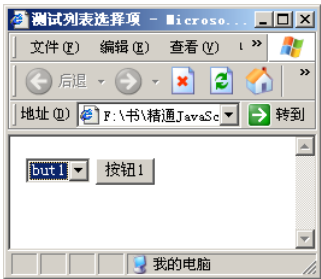 测试列表选择项 - Microso...
文件(F) 编辑(E) 查看(V) »
后退 »
地址(D) F:\书\精通JavaSc 转到
but1 按钮1
我的电脑